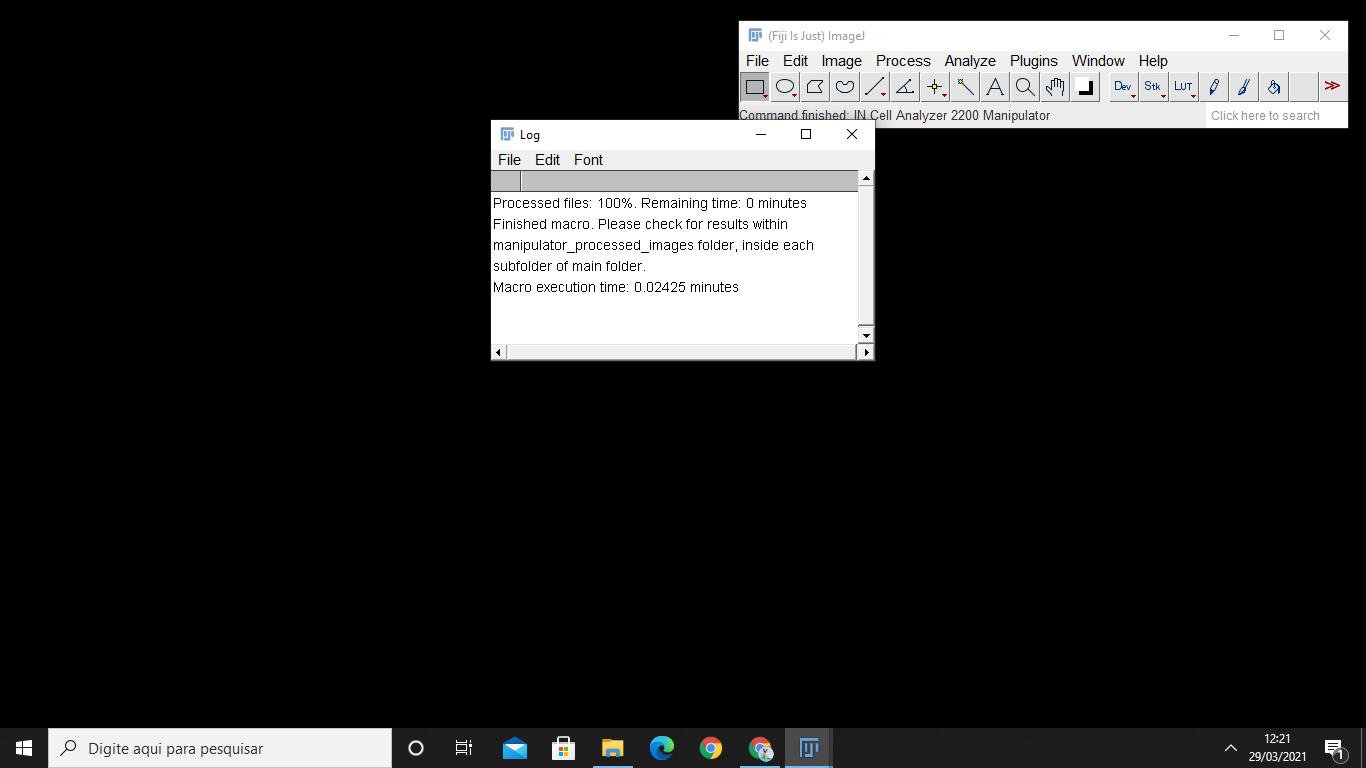 (Fiji Is Just) ImageJ
File Edit Image Process Analyze Plugins Window Help
Dev Stk LUT
Command finished: IN Cell Analyzer 2200 Manipulator
Click here to search
Log
File Edit Font
Processed files: 100%. Remaining time: 0 minutes
Finished macro. Please check for results within
manipulator_processed_images folder, inside each
subfolder of main folder.
Macro execution time: 0.02425 minutes
Digite aqui para pesquisar
12:21
29/03/2021
1